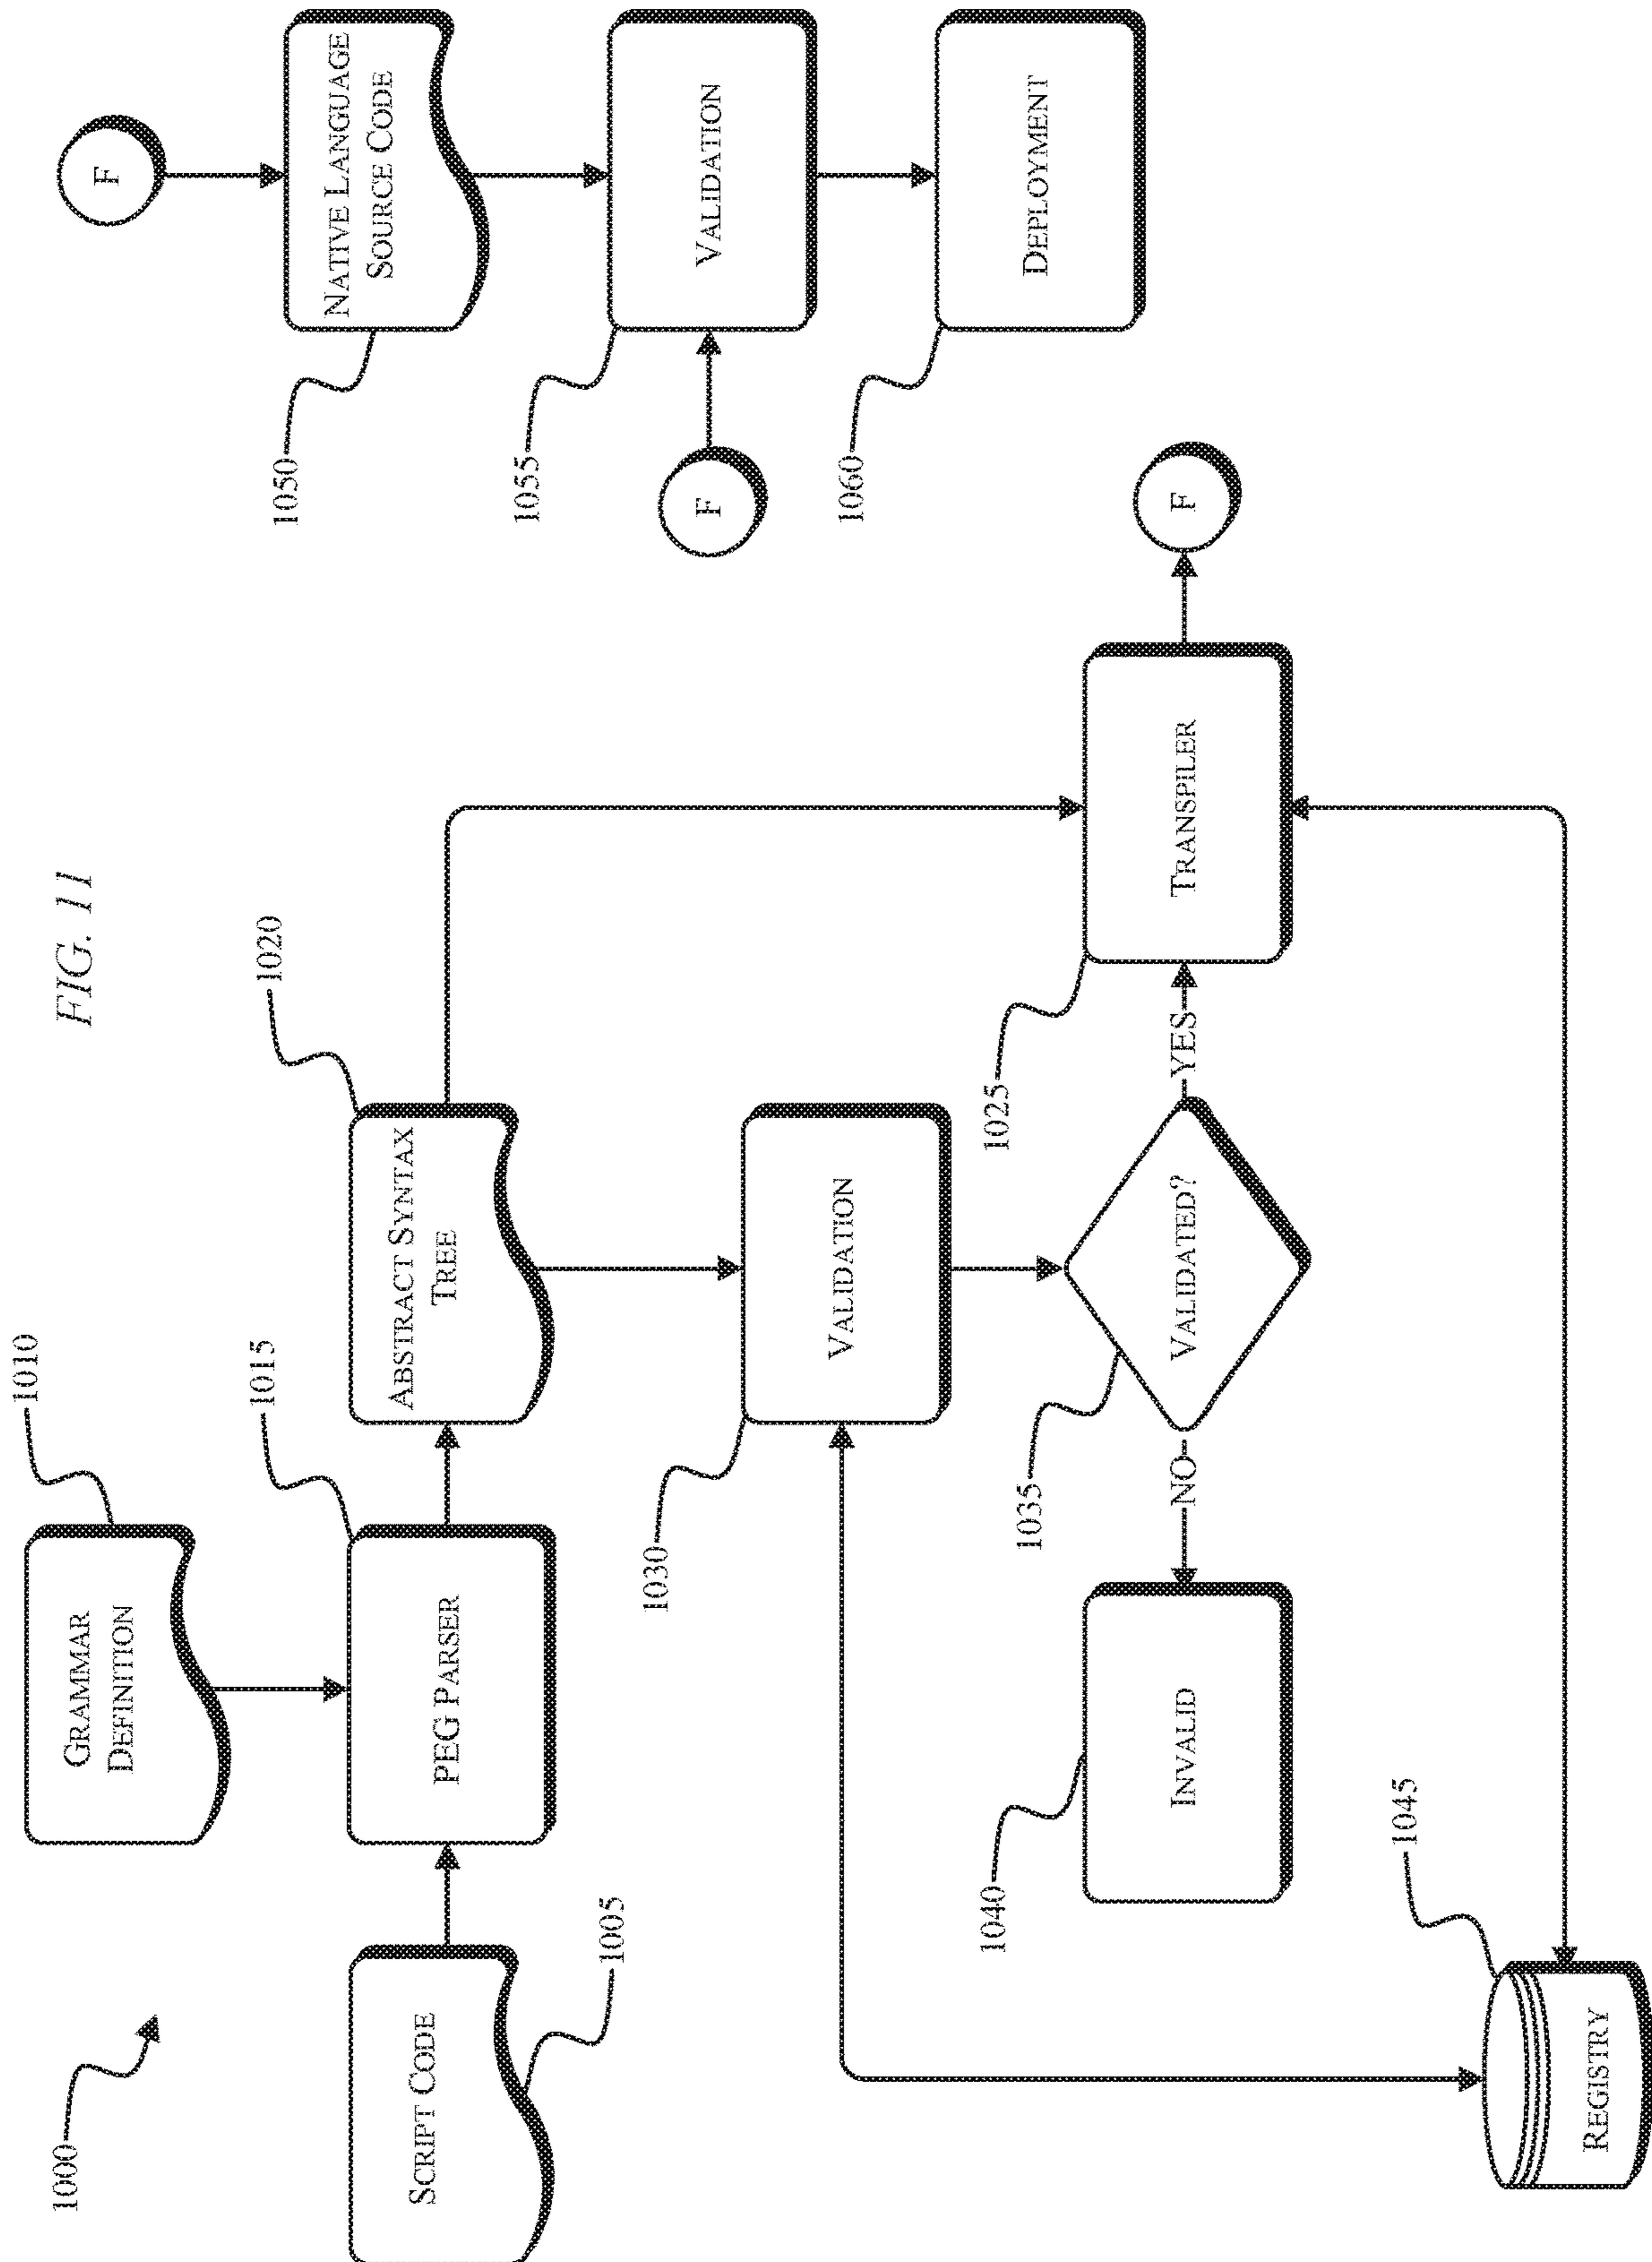 FIG. 11
1000
1010
GRAMMAR
DEFINITION
1015
1020
SCRIPT CODE
PEG PARSER
ABSTRACT SYNTAX
TREE
1005
1030
VALIDATION
1040
1035
1025
INVALID
NO
VALIDATED?
YES
TRANSPILER
F
1045
REGISTRY
F
1050
NATIVE LANGUAGE
SOURCE CODE
1055
F
VALIDATION
1060
DEPLOYMENT